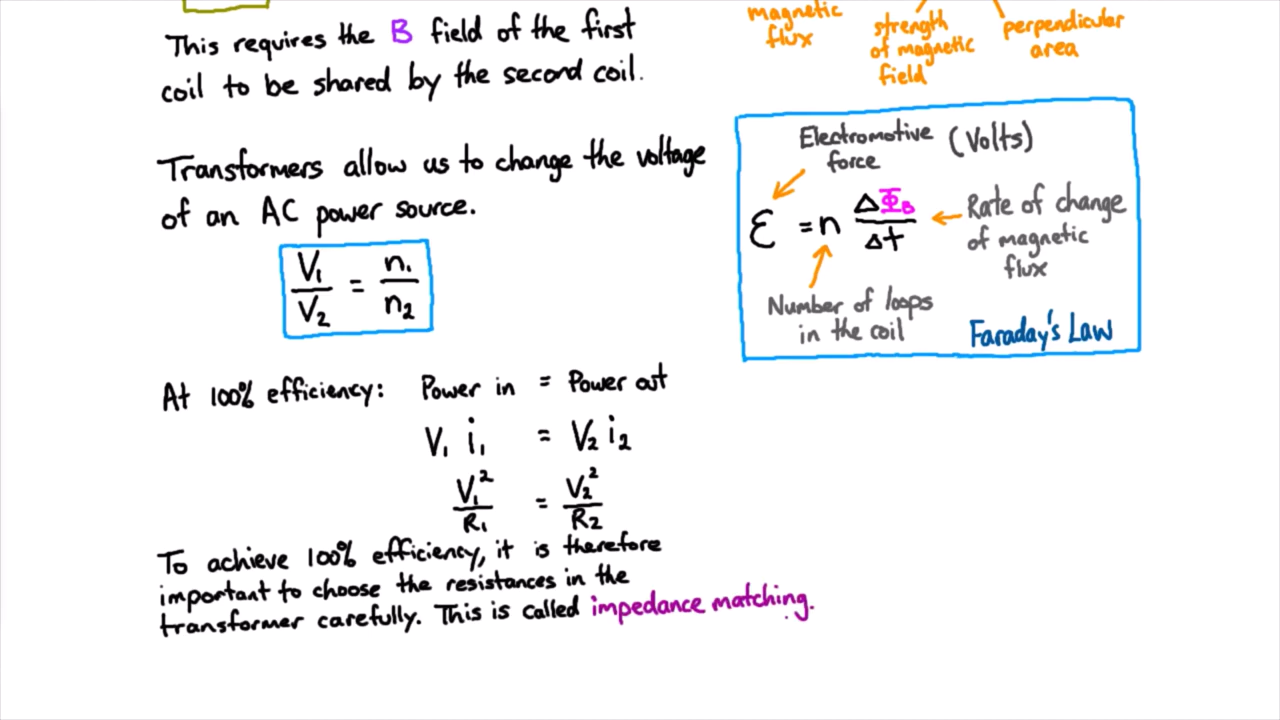 This requires the B field of the first
coil to be shared by the second coil.
Transformers allow us to change the voltage
of an AC power source.
V₁/V₂ = n₁/n₂
At 100% efficiency: Power in = Power out
V₁ i₁ = V₂ i₂
V₁²/R₁ = V₂²/R₂
To achieve 100% efficiency, it is therefore
important to choose the resistances in the
transformer carefully. This is called impedance matching.
magnetic
flux
strength
of magnetic
field
perpendicular
area
Electromotive (Volts)
force
ℰ = n ΔΦ_B/Δt
Rate of change
of magnetic
flux
Number of loops
in the coil
Faraday's Law